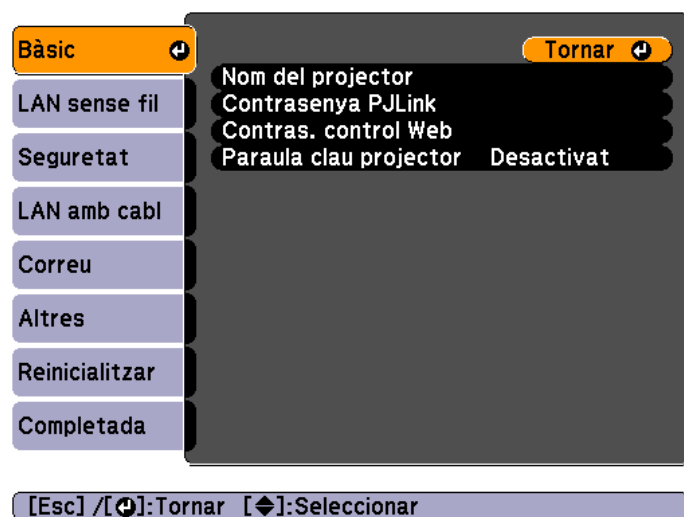 Bàsic
Tornar
Nom del projector
LAN sense fil
Contrasenya PJLink
Contras. control Web
Seguretat
Paraula clau projector Desactivat
LAN amb cabl
Correu
Altres
Reinicialitzar
Completada
[Esc] /[⏎]:Tornar [◆]:Seleccionar